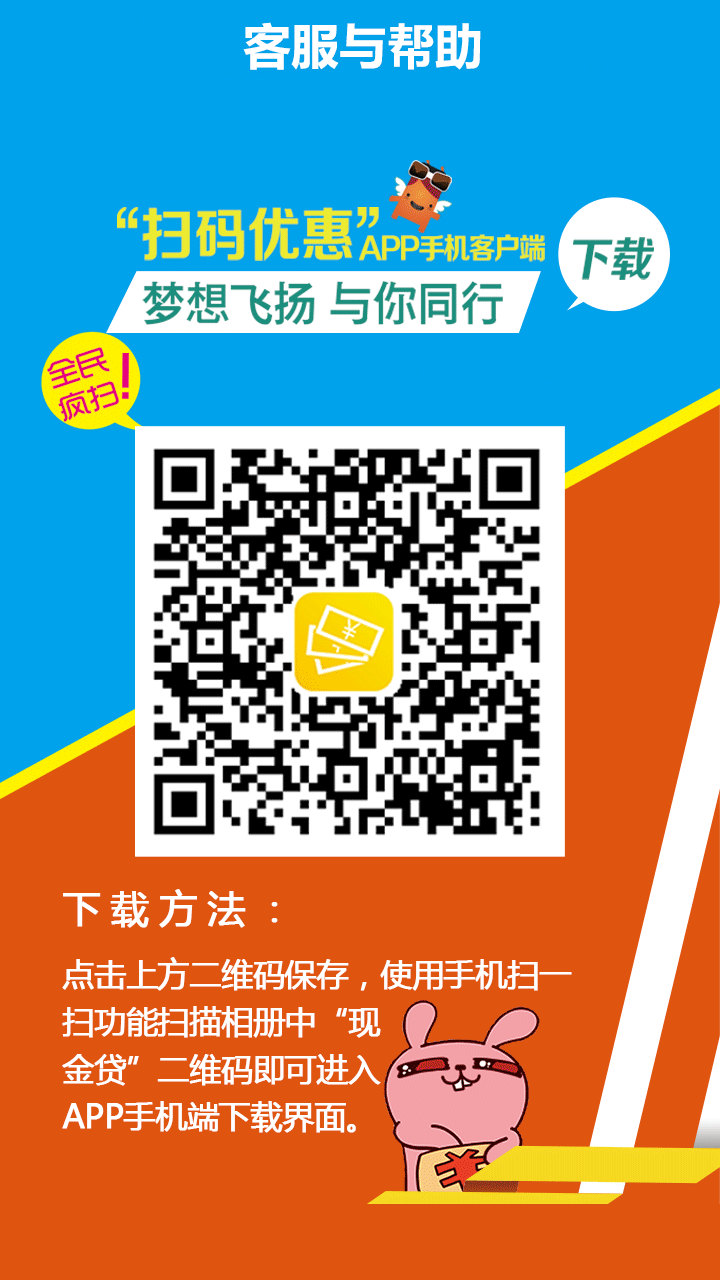 客服与帮助
“扫码优惠”APP手机客户端
下载
梦想飞扬 与你同行
全民
疯扫!
下载方法：
点击上方二维码保存，使用手机扫一
扫功能扫描相册中“现
金贷”二维码即可进入
APP手机端下载界面。